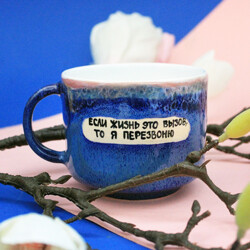 ЕСЛИ ЖИЗНЬ ЭТО ВЫЗОВ,
ТО Я ПЕРЕЗВОНЮ